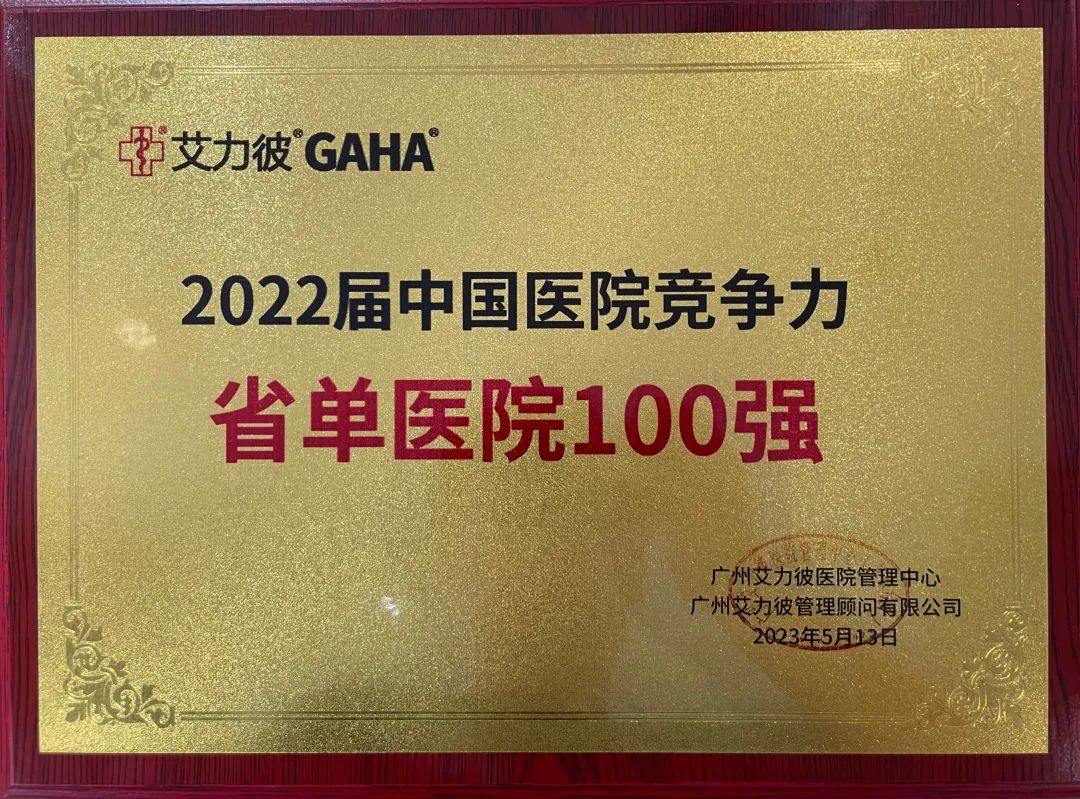 艾力彼®GAHA®
2022届中国医院竞争力
省单医院100强
广州艾力彼医院管理中心
广州艾力彼管理顾问有限公司
2023年5月13日